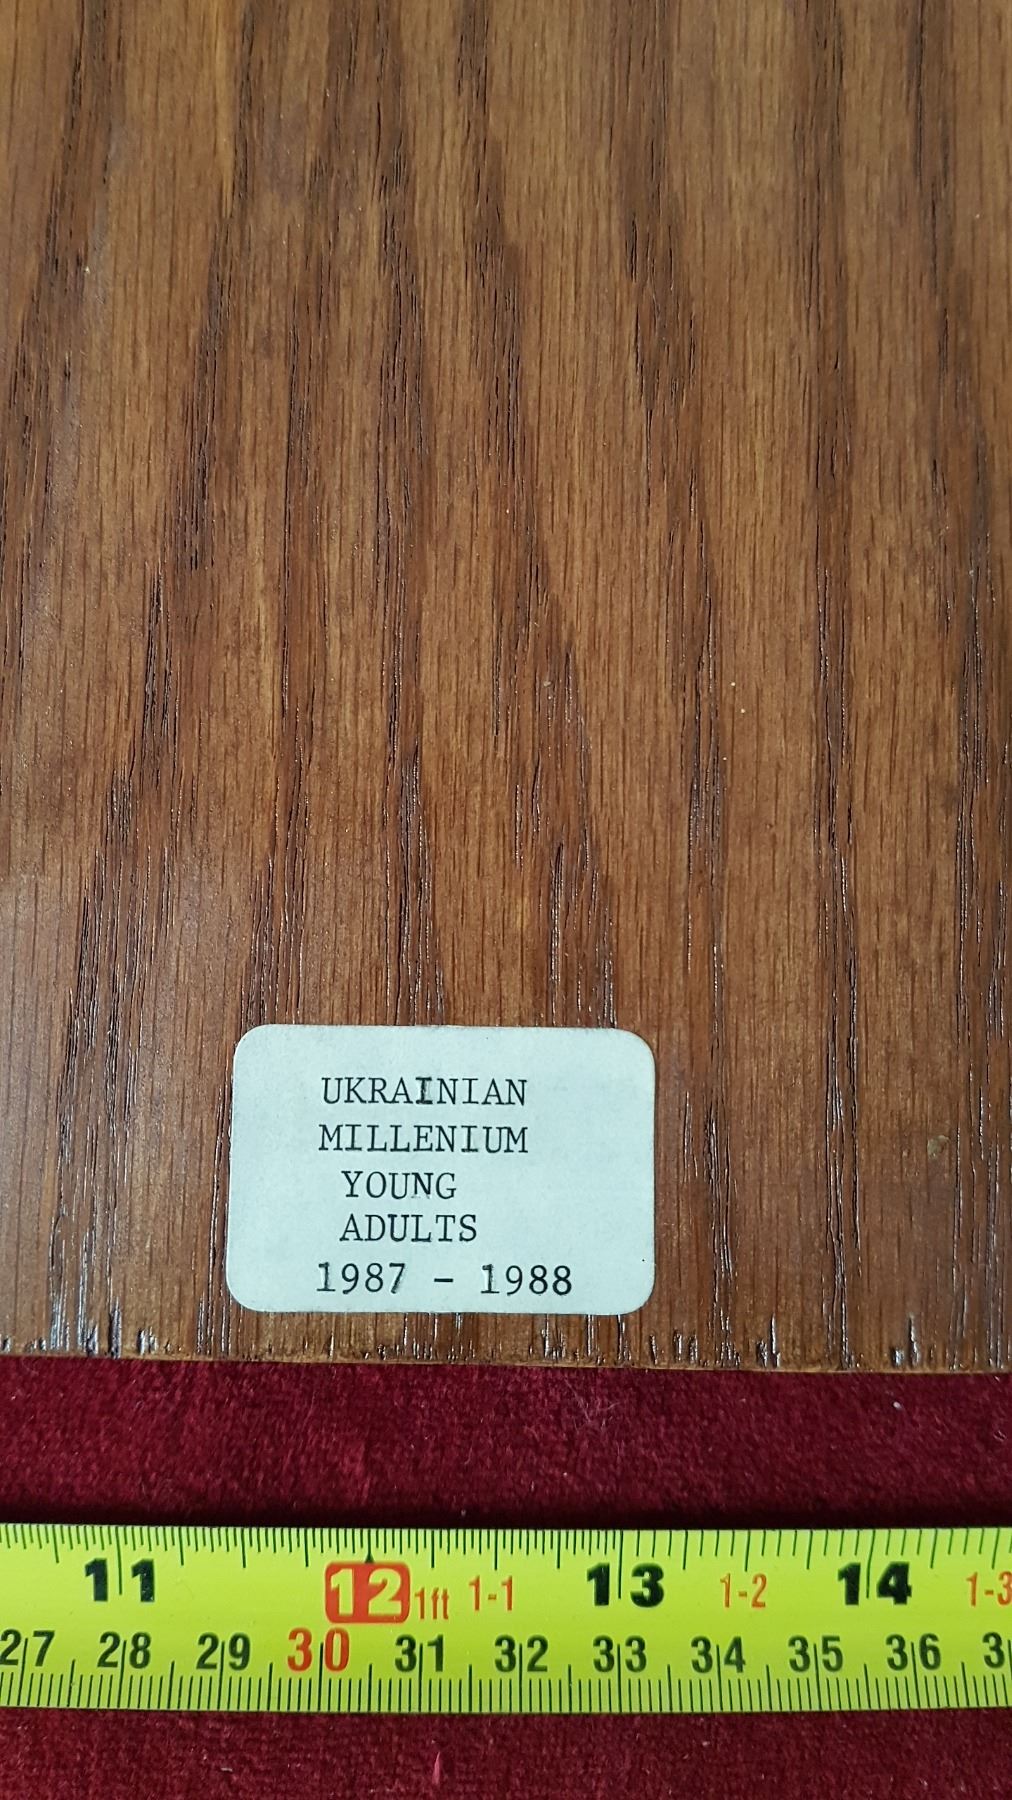 UKRAINIAN
MILLENIUM
YOUNG
ADULTS
1987 - 1988
11 12 1ft 1-1 13 1-2 14 1-3
27 28 29 30 31 32 33 34 35 36